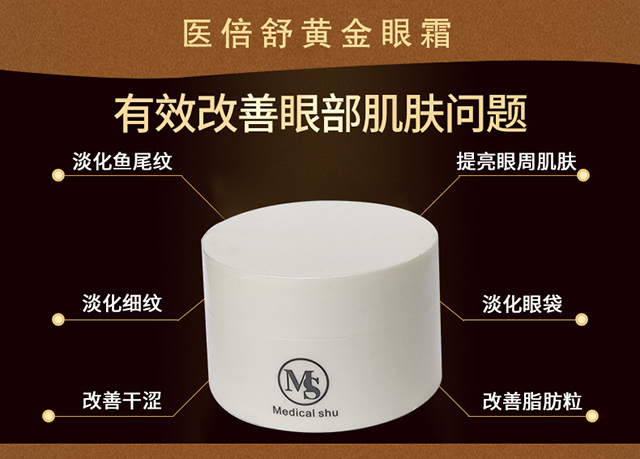 医倍舒黄金眼霜
有效改善眼部肌肤问题
淡化鱼尾纹
提亮眼周肌肤
淡化细纹
淡化眼袋
改善干涩
改善脂肪粒
MS
Medical shu